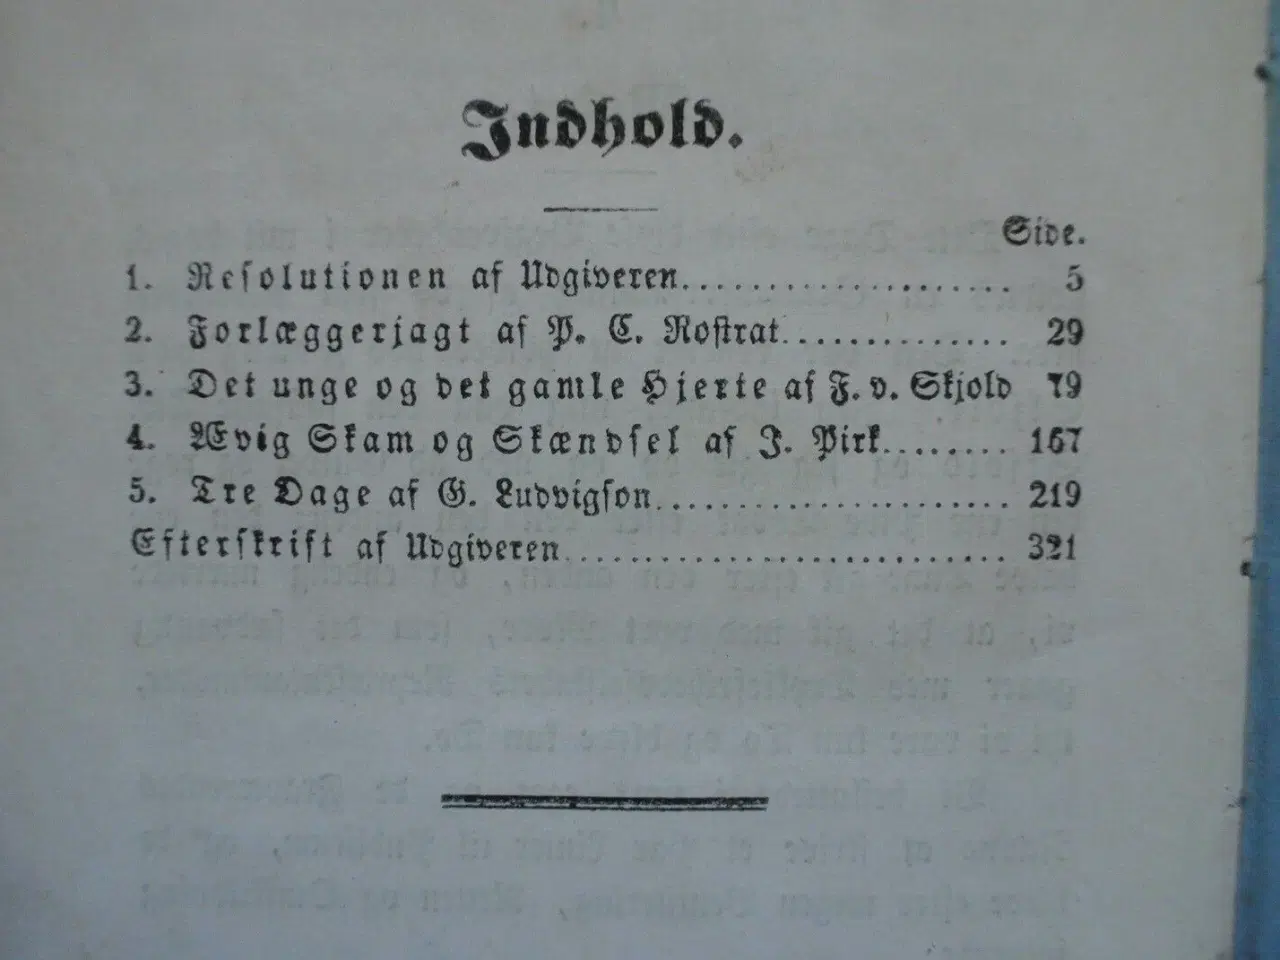 Indhold.
Side.
1. Resolutionen af Udgiveren.................... 5
2. Forlæggerjagt af P. C. Rostrat.............. 29
3. Det unge og det gamle Hjerte af F. v. Skjold 79
4. Evig Skam og Skændsel af J. Pirk........ 167
5. Tre Dage af G. Ludvigson...................... 219
Efterskrift af Udgiveren........................... 321